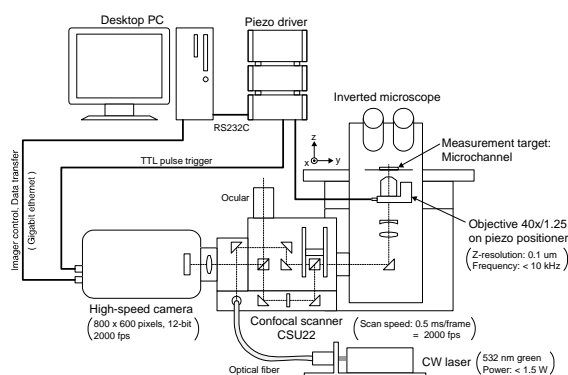 Desktop PC
Piezo driver
Inverted microscope
RS232C
z
x
y
Measurement target:
Microchannel
TTL pulse trigger
Imager control, Data transfer
( Gigabit ethernet )
Ocular
Objective 40x/1.25
on piezo positioner
(Z-resolution: 0.1 um
Frequency: < 10 kHz)
High-speed camera
(800 x 600 pixels, 12-bit
2000 fps)
Confocal scanner
CSU22
(Scan speed: 0.5 ms/frame
= 2000 fps)
Optical fiber
CW laser
(532 nm green
Power: < 1.5 W)